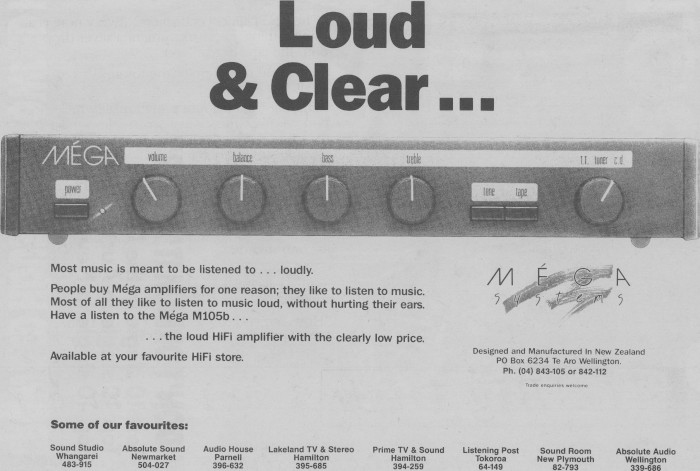 Loud
& Clear...
MÉGA
volume balance bass treble t.t. tuner c.d
power
tone tape
Most music is meant to be listened to . . . loudly.
People buy Méga amplifiers for one reason; they like to listen to music.
Most of all they like to listen to music loud, without hurting their ears.
Have a listen to the Méga M105b . . .
. . . the loud HiFi amplifier with the clearly low price.
Available at your favourite HiFi store.
MÉGA
systems
Designed and Manufactured In New Zealand
PO Box 6234 Te Aro Wellington.
Ph. (04) 843-105 or 842-112
Trade enquiries welcome
Some of our favourites:
Sound Studio
Whangarei
483-915
Absolute Sound
Newmarket
504-027
Audio House
Parnell
396-632
Lakeland TV & Stereo
Hamilton
395-685
Prime TV & Sound
Hamilton
394-259
Listening Post
Tokoroa
64-149
Sound Room
New Plymouth
82-793
Absolute Audio
Wellington
339-686